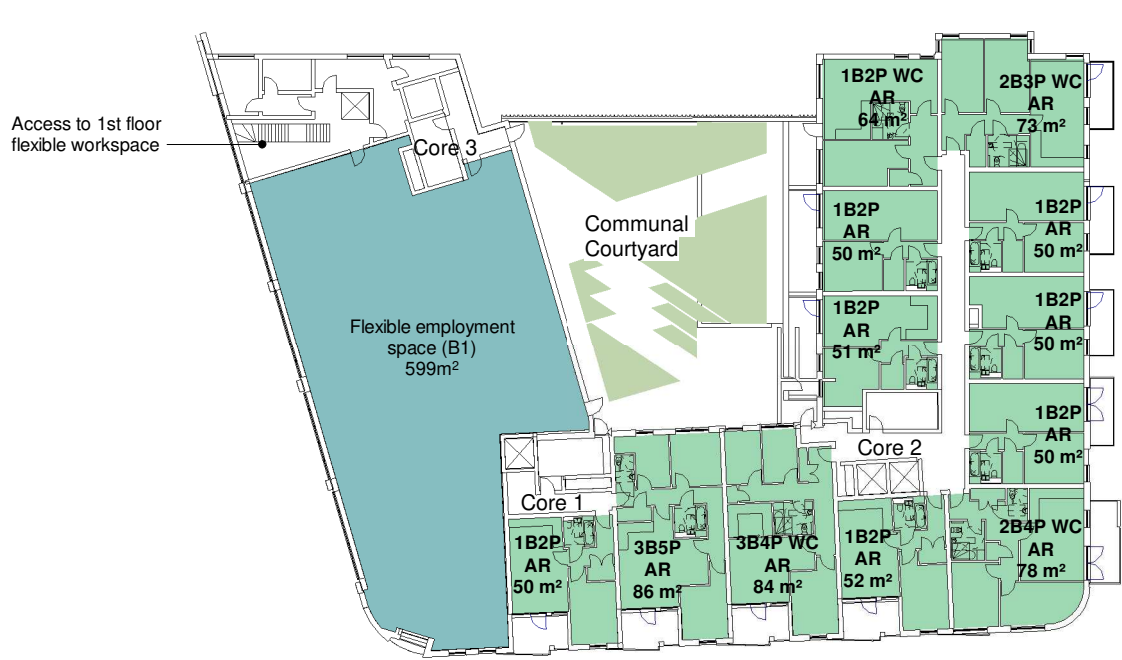 Access to 1st floor
flexible workspace
Core 3
Communal
Courtyard
Flexible employment
space (B1)
599m²
1B2P WC
AR
64 m²
2B3P WC
AR
73 m²
1B2P
AR
50 m²
1B2P
AR
50 m²
1B2P
AR
51 m²
1B2P
AR
50 m²
1B2P
AR
50 m²
Core 2
Core 1
1B2P
AR
50 m²
3B5P
AR
86 m²
3B4P WC
AR
84 m²
1B2P
AR
52 m²
2B4P WC
AR
78 m²